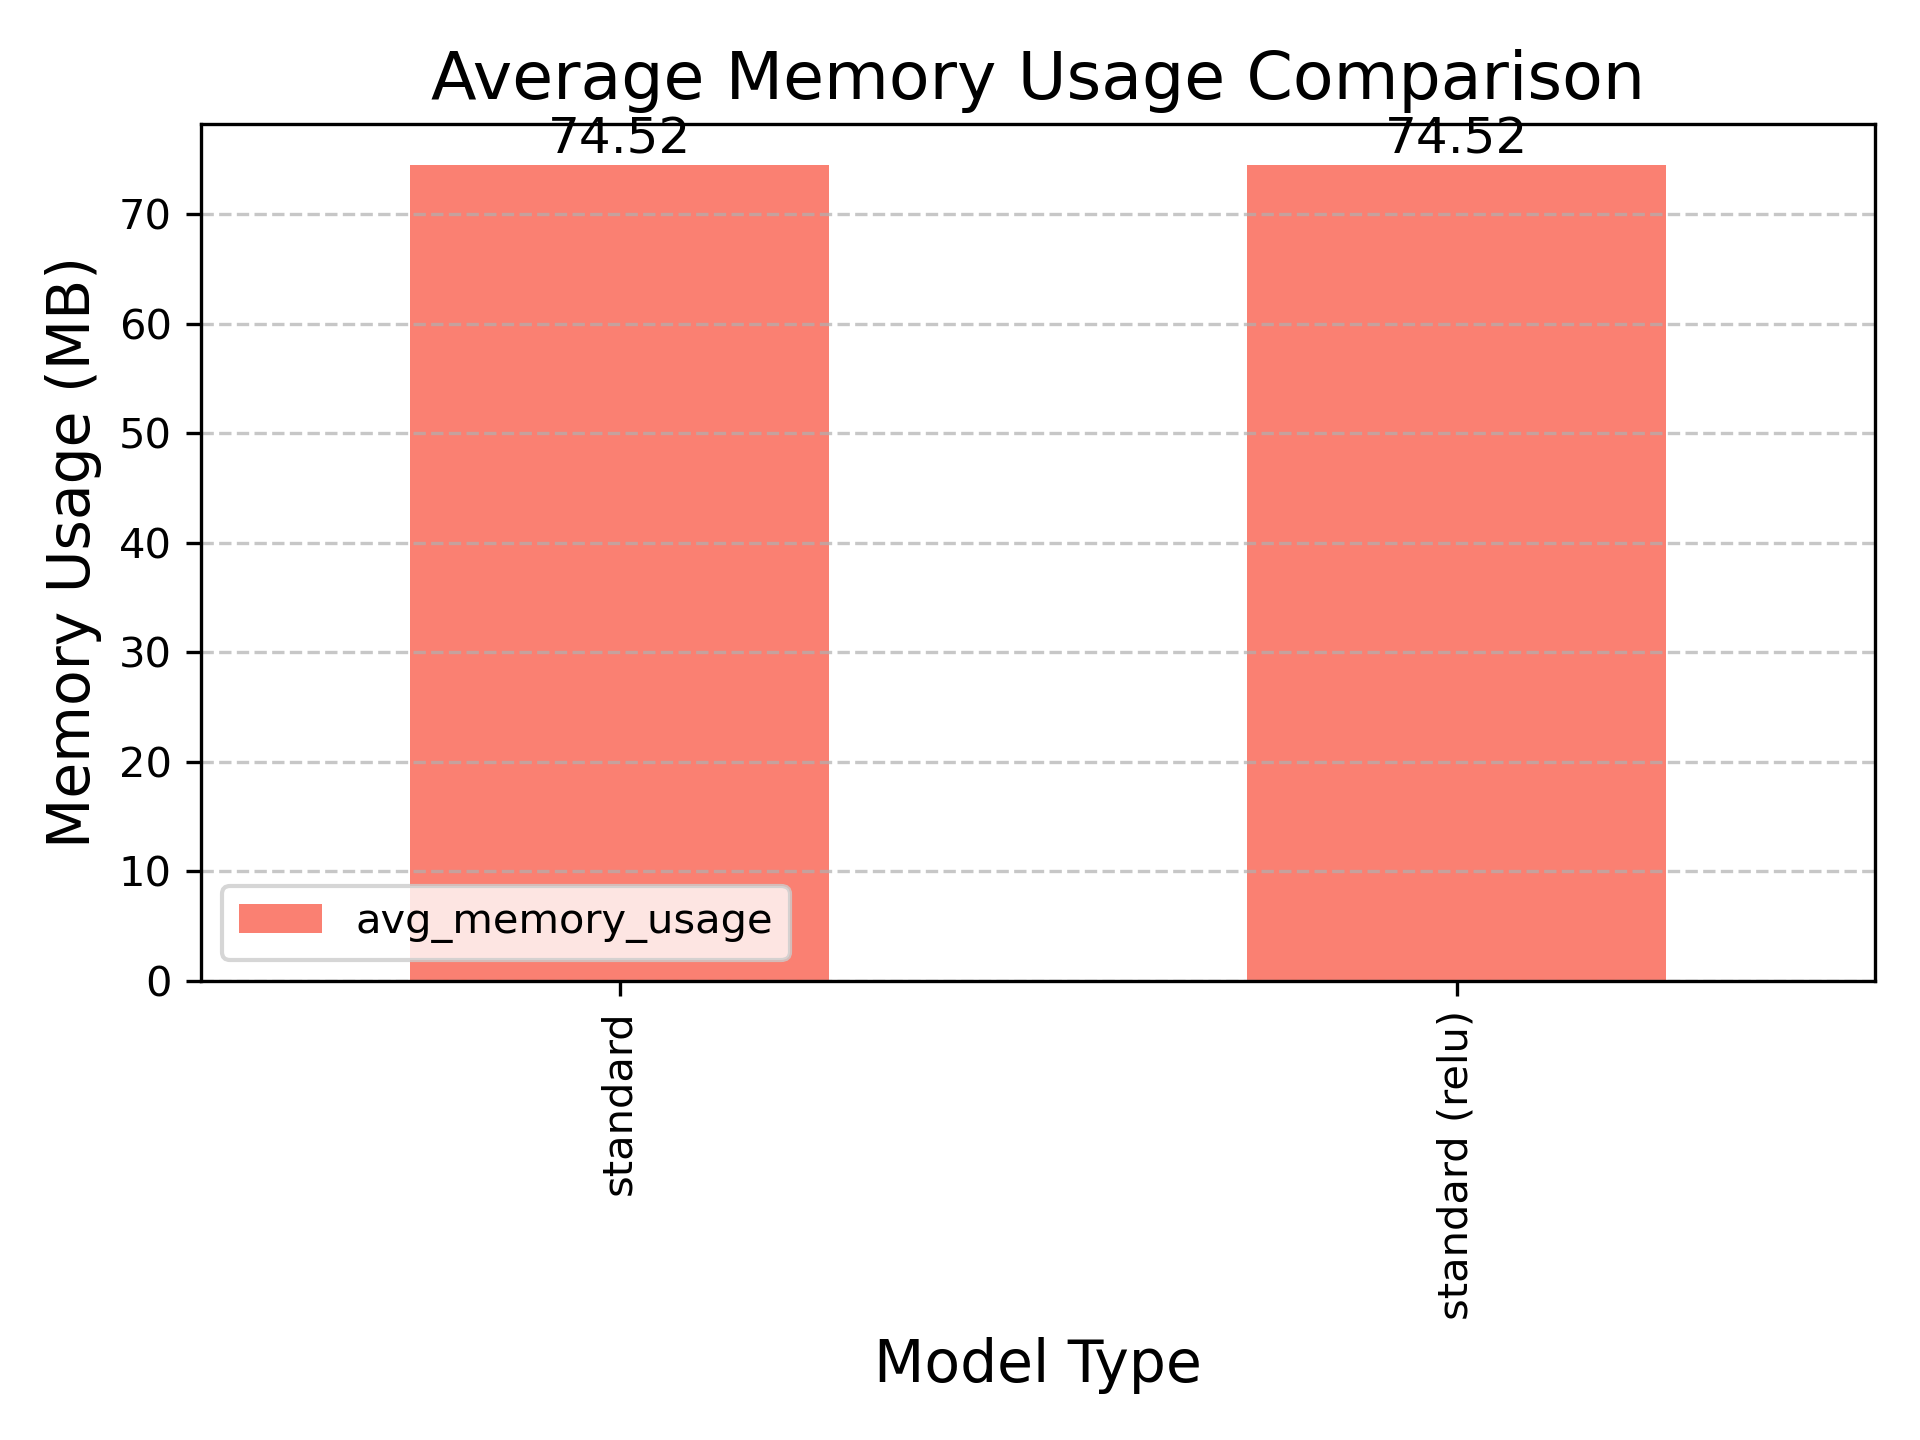 Average Memory Usage Comparison
74.52
74.52
Memory Usage (MB)
70
60
50
40
30
20
10
0
avg_memory_usage
standard
standard (relu)
Model Type